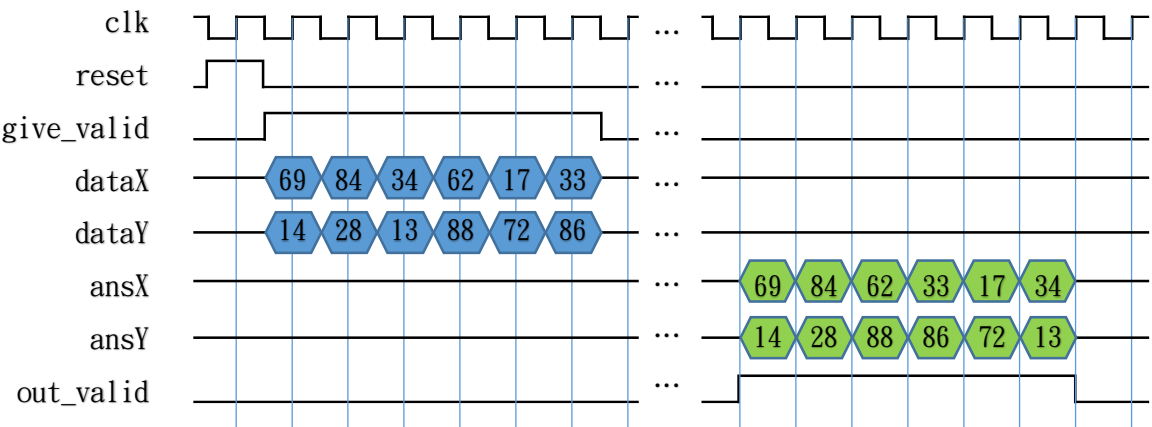 clk ...
reset ...
give_valid ...
dataX 69 84 34 62 17 33 ...
dataY 14 28 13 88 72 86 ...
ansX ... 69 84 62 33 17 34
ansY ... 14 28 88 86 72 13
out_valid ...